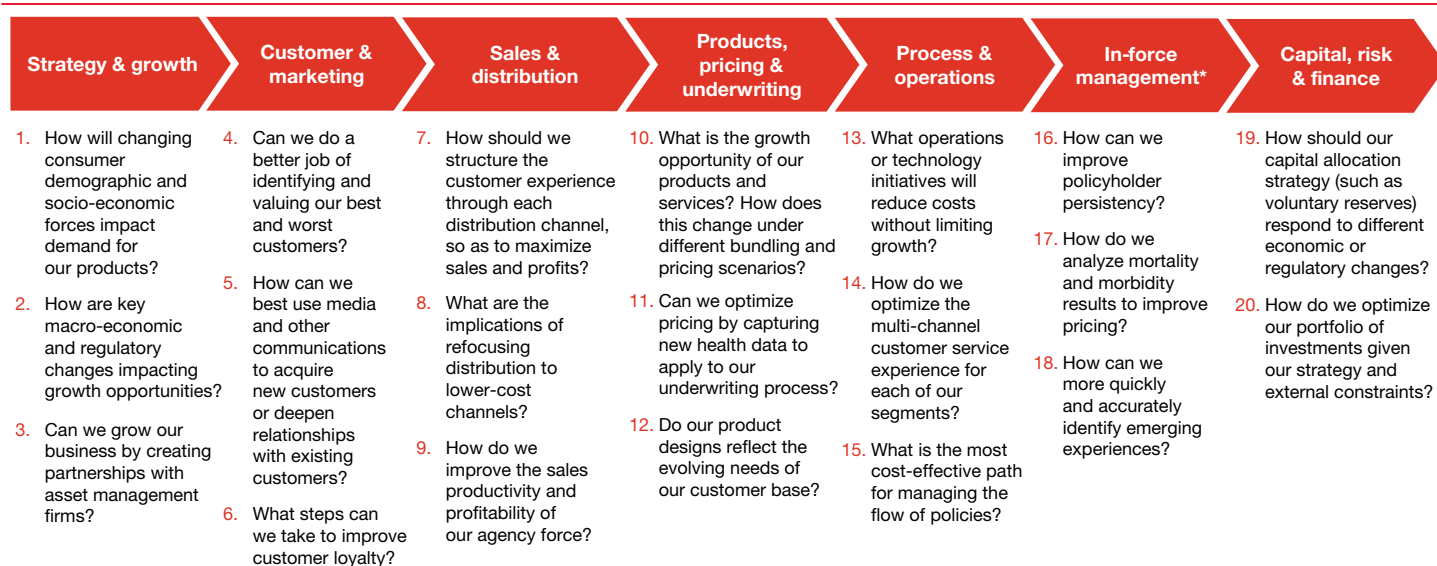 Strategy & growth
Customer &
marketing
Sales &
distribution
Products,
pricing &
underwriting
Process &
operations
In-force
management*
Capital, risk
& finance
1. How will changing
consumer
demographic and
socio-economic
forces impact
demand for
our products?
2. How are key
macro-economic
and regulatory
changes impacting
growth opportunities?
3. Can we grow our
business by creating
partnerships with
asset management
firms?
4. Can we do a
better job of
identifying and
valuing our best
and worst
customers?
5. How can we
best use media
and other
communications
to acquire
new customers
or deepen
relationships
with existing
customers?
6. What steps can
we take to improve
customer loyalty?
7. How should we
structure the
customer experience
through each
distribution channel,
so as to maximize
sales and profits?
8. What are the
implications of
refocusing
distribution to
lower-cost
channels?
9. How do we
improve the sales
productivity and
profitability of
our agency force?
10. What is the growth
opportunity of our
products and
services? How does
this change under
different bundling and
pricing scenarios?
11. Can we optimize
pricing by capturing
new health data to
apply to our
underwriting process?
12. Do our product
designs reflect the
evolving needs of
our customer base?
13. What operations
or technology
initiatives will
reduce costs
without limiting
growth?
14. How do we
optimize the
multi-channel
customer service
experience for
each of our
segments?
15. What is the most
cost-effective path
for managing the
flow of policies?
16. How can we
improve
policyholder
persistency?
17. How do we
analyze mortality
and morbidity
results to improve
pricing?
18. How can we
more quickly
and accurately
identify emerging
experiences?
19. How should our
capital allocation
strategy (such as
voluntary reserves)
respond to different
economic or
regulatory changes?
20. How do we optimize
our portfolio of
investments given
our strategy and
external constraints?